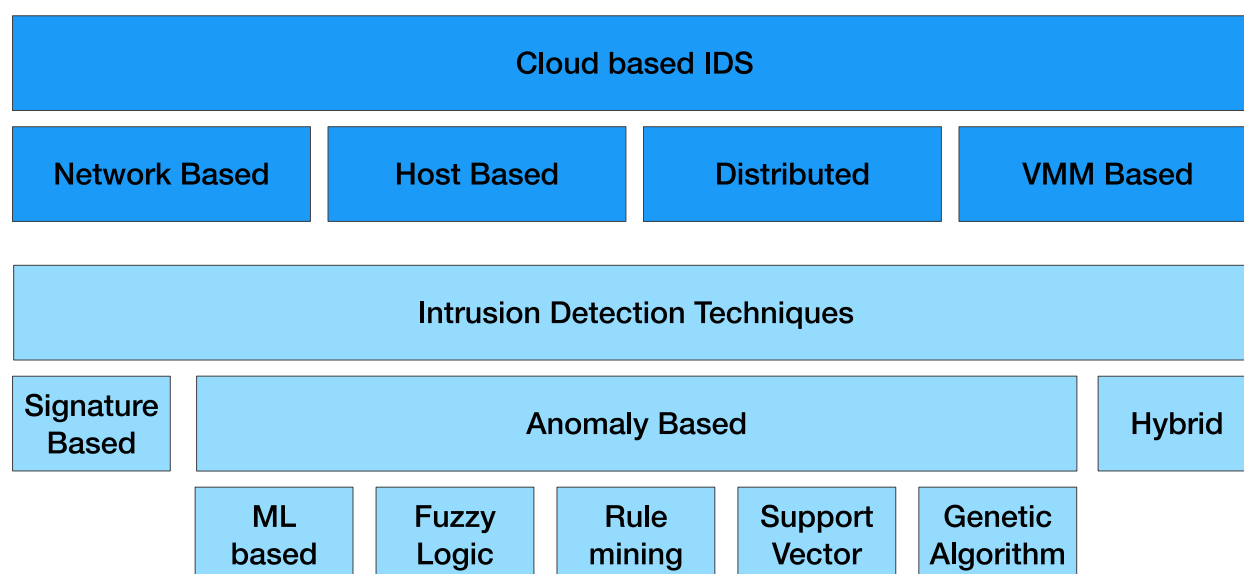 Cloud based IDS
Network Based
Host Based
Distributed
VMM Based
Intrusion Detection Techniques
Signature
Based
Anomaly Based
Hybrid
ML
based
Fuzzy
Logic
Rule
mining
Support
Vector
Genetic
Algorithm